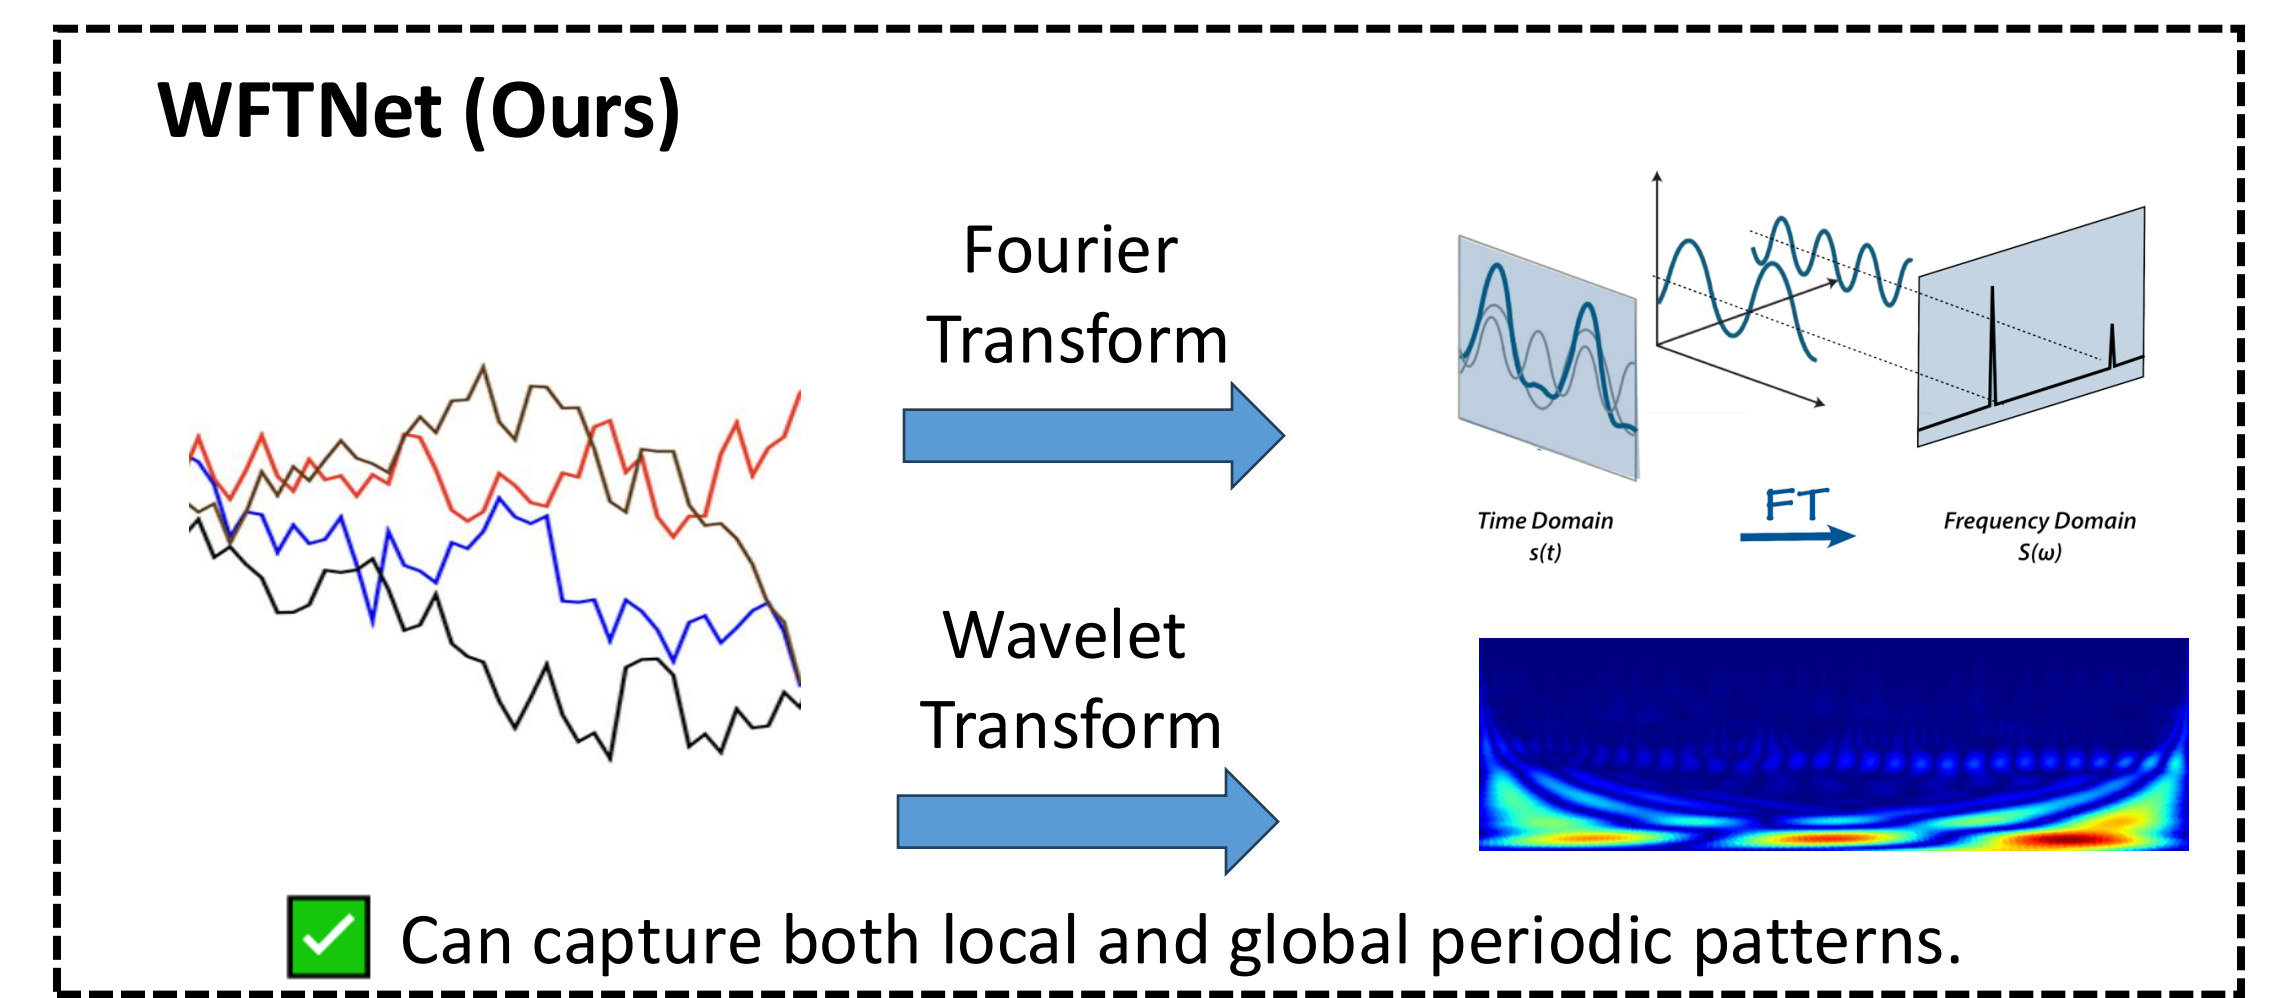 WFTNet (Ours)
Fourier
Transform
FT
Time Domain
s(t)
Frequency Domain
S(ω)
Wavelet
Transform
Can capture both local and global periodic patterns.